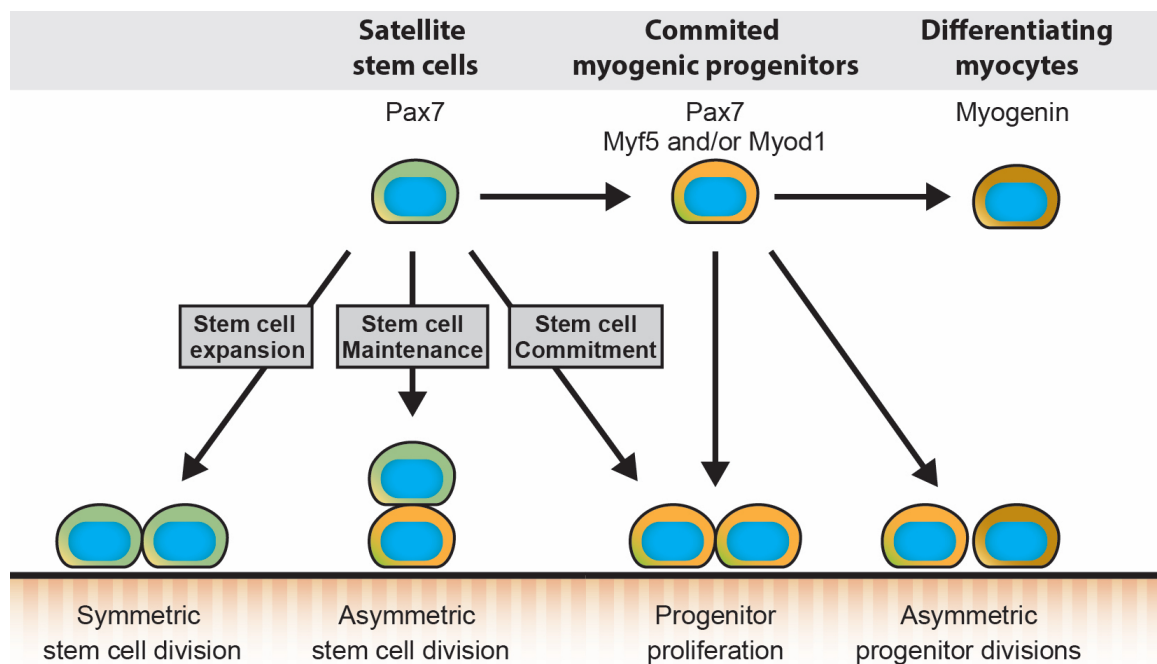 Satellite
stem cells
Commited
myogenic progenitors
Differentiating
myocytes
Pax7
Pax7
Myf5 and/or Myod1
Myogenin
Stem cell
expansion
Stem cell
Maintenance
Stem cell
Commitment
Symmetric
stem cell division
Asymmetric
stem cell division
Progenitor
proliferation
Asymmetric
progenitor divisions